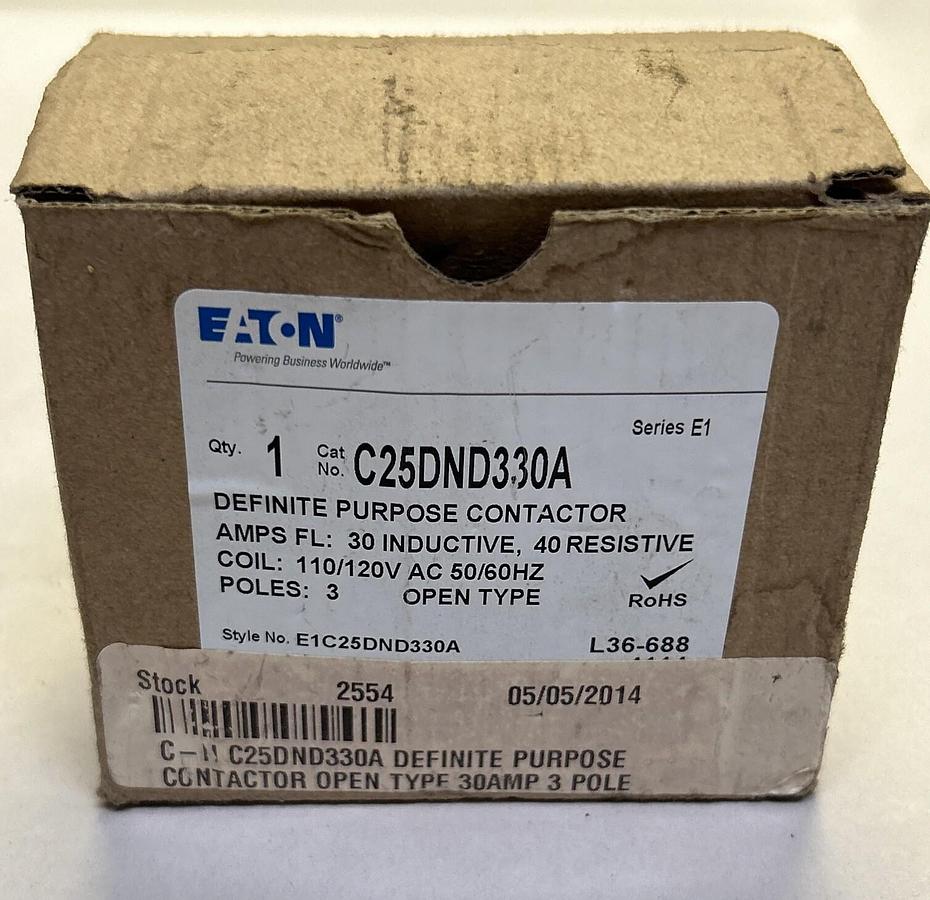 EATON®
Powering Business Worldwide™
Series E1
Qty. 1 Cat No. C25DND330A
DEFINITE PURPOSE CONTACTOR
AMPS FL: 30 INDUCTIVE, 40 RESISTIVE
COIL: 110/120V AC 50/60HZ
POLES: 3 OPEN TYPE
RoHS
Style No. E1C25DND330A L36-688
Stock 2554 05/05/2014
C-H C25DND330A DEFINITE PURPOSE
CONTACTOR OPEN TYPE 30AMP 3 POLE